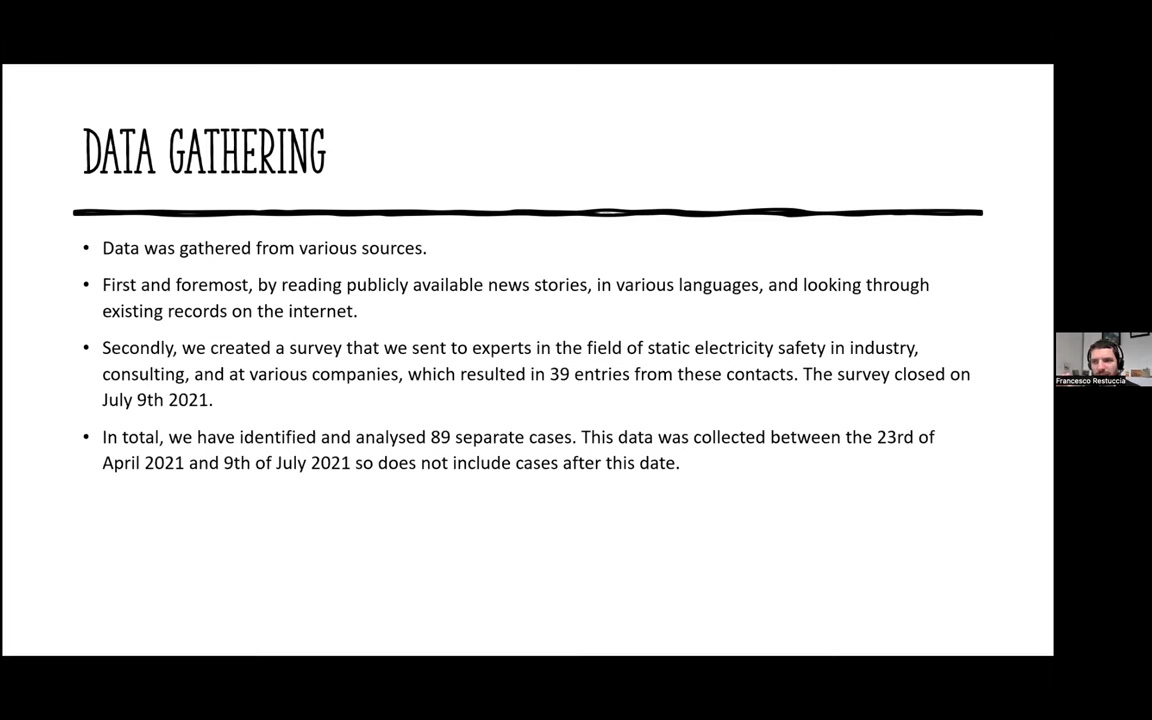 DATA GATHERING
• Data was gathered from various sources.
• First and foremost, by reading publicly available news stories, in various languages, and looking through
existing records on the internet.
• Secondly, we created a survey that we sent to experts in the field of static electricity safety in industry,
consulting, and at various companies, which resulted in 39 entries from these contacts. The survey closed on
July 9th 2021.
• In total, we have identified and analysed 89 separate cases. This data was collected between the 23rd of
April 2021 and 9th of July 2021 so does not include cases after this date.
Francesco Restuccia